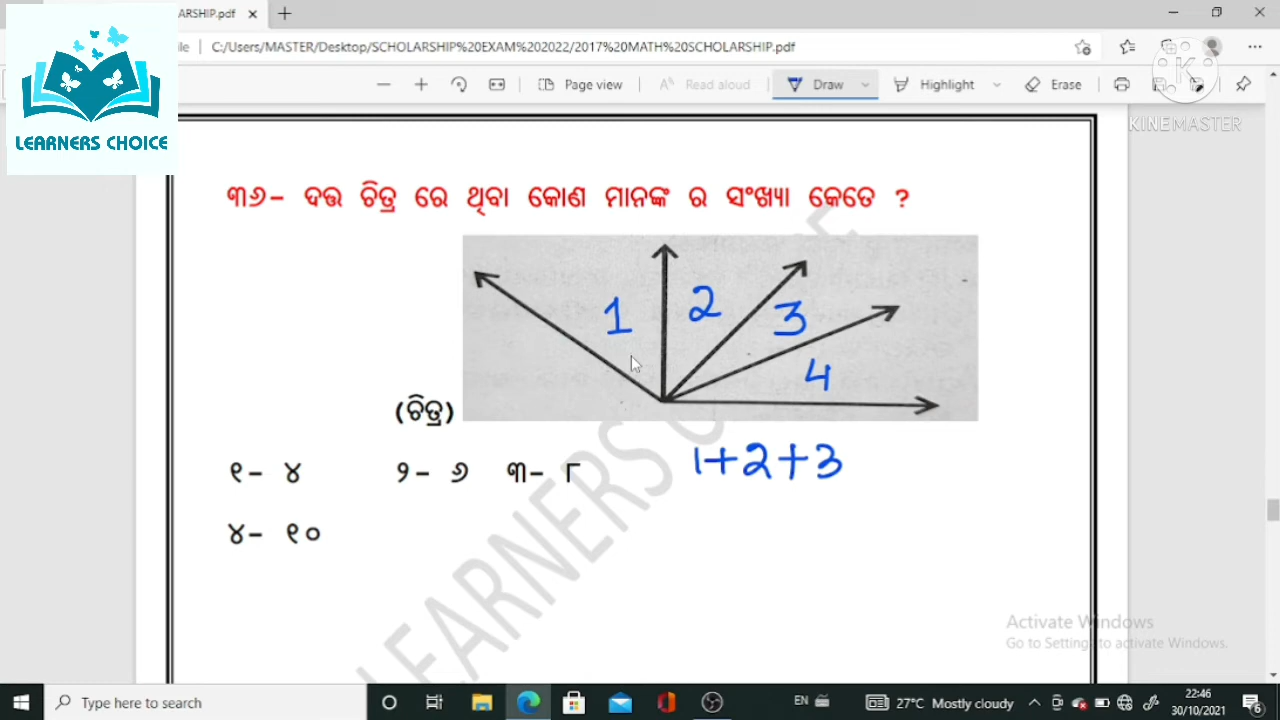 ARSHIP.pdf
ile C:/Users/MASTER/Desktop/SCHOLARSHIP%20EXAM%202022/2017%20MATH%20SCHOLARSHIP.pdf
Page view Read aloud Draw Highlight Erase
KINEMASTER
LEARNERS CHOICE
୩୬- ଦତ୍ତ ଚିତ୍ର ରେ ଥିବା କୋଣ ମାନଙ୍କ ର ସଂଖ୍ୟା କେତେ ?
1 2 3 4
(ଚିତ୍ର)
1+2+3
୧- ୪ ୨- ୬ ୩- ୮
୪- ୧୦
LEARNERS C
Activate Windows
Go to Settings to activate Windows.
Type here to search EN 27°C Mostly cloudy 22:46
30/10/2021 6